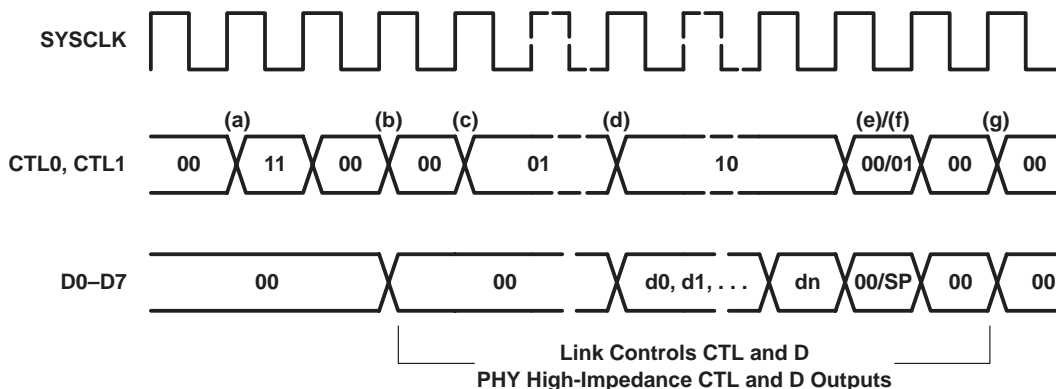 SYSCLK
(a) (b) (c) (d) (e)/(f) (g)
CTL0, CTL1 00 11 00 00 01 10 00/01 00 00
D0–D7 00 00 d0, d1, . . . dn 00/SP 00 00
Link Controls CTL and D
PHY High-Impedance CTL and D Outputs